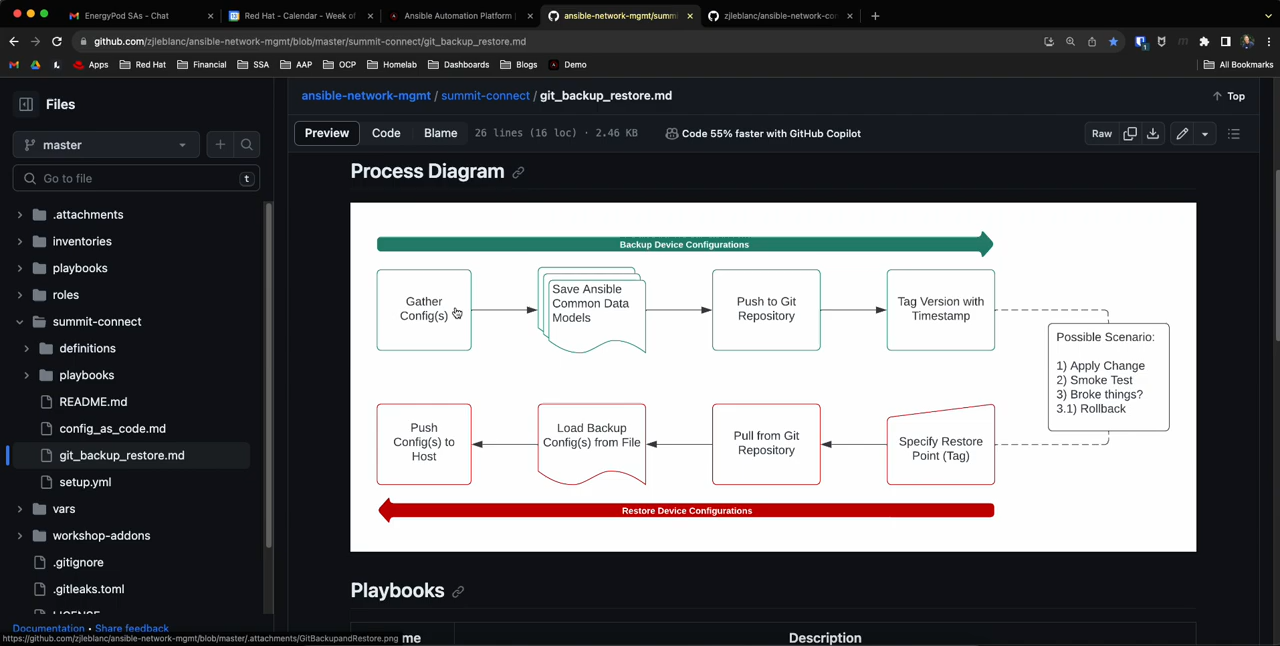 EnergyPod SAs - Chat
Red Hat - Calendar - Week of
Ansible Automation Platform
ansible-network-mgmt/summ
zjleblanc/ansible-network-con
github.com/zjleblanc/ansible-network-mgmt/blob/master/summit-connect/git_backup_restore.md
Apps
Red Hat
Financial
SSA
AAP
OCP
Homelab
Dashboards
Blogs
Demo
All Bookmarks
Files
ansible-network-mgmt / summit-connect / git_backup_restore.md
Top
master
Preview
Code
Blame
26 lines (16 loc) · 2.46 KB
Code 55% faster with GitHub Copilot
Raw
Go to file
t
.attachments
inventories
playbooks
roles
summit-connect
definitions
playbooks
README.md
config_as_code.md
git_backup_restore.md
setup.yml
vars
workshop-addons
.gitignore
.gitleaks.toml
LICENSE
Documentation • Share feedback
https://github.com/zjleblanc/ansible-network-mgmt/blob/master/.attachments/GitBackupandRestore.png
Process Diagram
Backup Device Configurations
Gather
Config(s)
Save Ansible
Common Data
Models
Push to Git
Repository
Tag Version with
Timestamp
Possible Scenario:
1) Apply Change
2) Smoke Test
3) Broke things?
3.1) Rollback
Push
Config(s) to
Host
Load Backup
Config(s) from File
Pull from Git
Repository
Specify Restore
Point (Tag)
Restore Device Configurations
Playbooks
me
Description